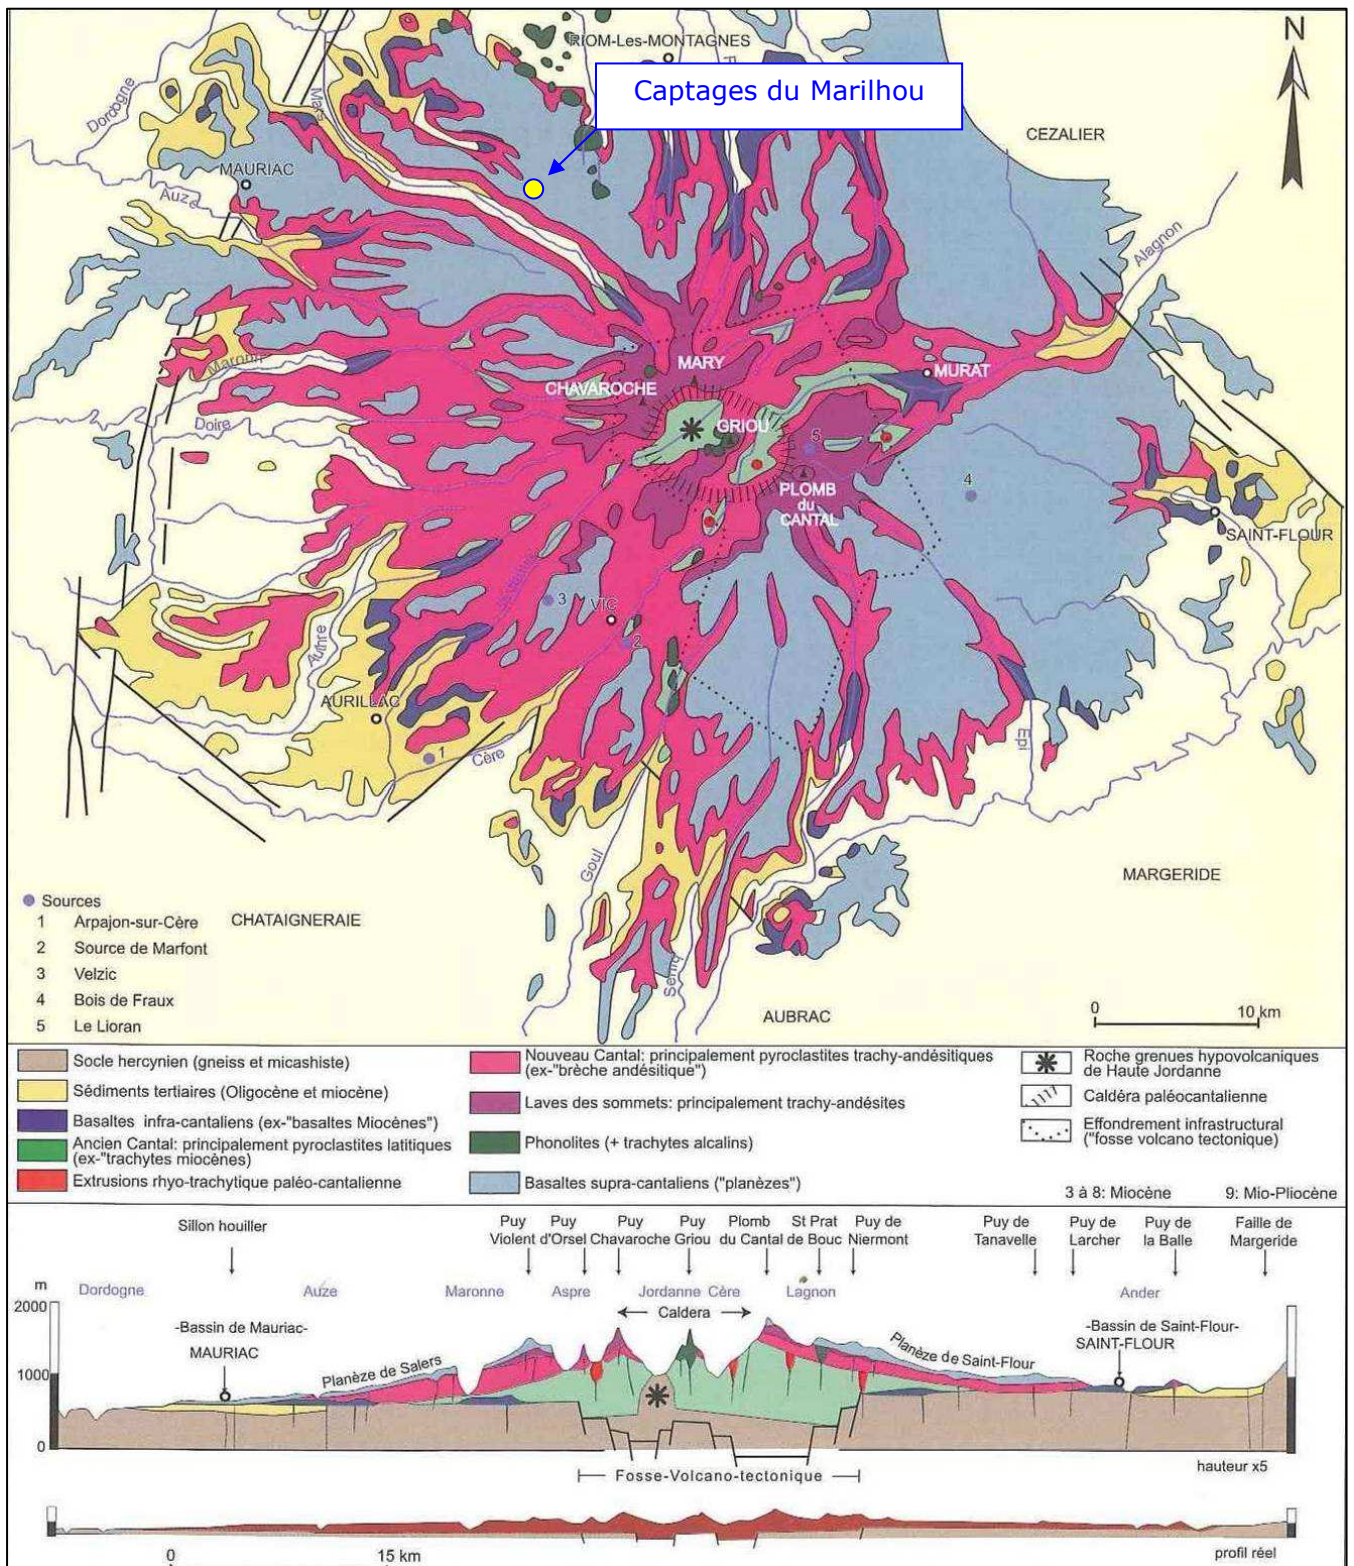 RIOM-Les-MONTAGNES
N
Captages du Marilhou
CEZALIER
Dordogne
Mars
MAURIAC
Auze
Alagnon
MARY
MURAT
Maronne
CHAVAROCHE
GRIOU
Doire
5
4
PLOMB
du
CANTAL
SAINT-FLOUR
Jordanne
3
VIC
2
Authre
AURILLAC
1
Cère
Epi
Goul
MARGERIDE
Sources
1 Arpajon-sur-Cère
CHATAIGNERAIE
2 Source de Marfont
3 Velzic
4 Bois de Fraux
5 Le Lioran
AUBRAC
0 10 km
Socle hercynien (gneiss et micashiste)
Sédiments tertiaires (Oligocène et miocène)
Basaltes infra-cantaliens (ex-"basaltes Miocènes")
Ancien Cantal: principalement pyroclastites latitiques
(ex-"trachytes miocènes)
Extrusions rhyo-trachytique paléo-cantalienne
Nouveau Cantal: principalement pyroclastites trachy-andésitiques
(ex-"brèche andésitique")
Laves des sommets: principalement trachy-andésites
Phonolites (+ trachytes alcalins)
Basaltes supra-cantaliens ("planèzes")
Roche grenues hypovolcaniques
de Haute Jordanne
Caldéra paléocantalienne
Effondrement infrastructural
("fosse volcano tectonique)
3 à 8: Miocène 9: Mio-Pliocène
Sillon houiller
Puy
Violent
Puy
d'Orsel
Puy
Chavaroche
Puy
Griou
Plomb
du Cantal
St Prat
de Bouc
Puy de
Niermont
Puy de
Tanavelle
Puy de
Larcher
Puy de
la Balle
Faille de
Margeride
m
Dordogne Auze Maronne Aspre Jordanne Cère Lagnon Ander
2000
Caldera
-Bassin de Mauriac-
MAURIAC
-Bassin de Saint-Flour-
SAINT-FLOUR
1000
Planèze de Salers
Planèze de Saint-Flour
0
Fosse-Volcano-tectonique
hauteur x5
profil réel
0 15 km